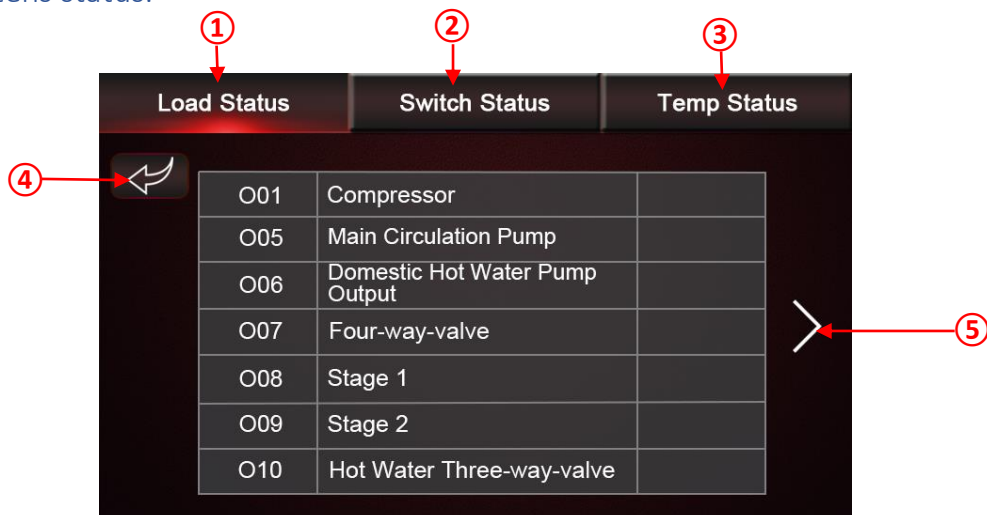 ① ② ③
Load Status Switch Status Temp Status
④
O01 Compressor
O05 Main Circulation Pump
O06 Domestic Hot Water Pump
Output
O07 Four-way-valve
⑤
O08 Stage 1
O09 Stage 2
O10 Hot Water Three-way-valve